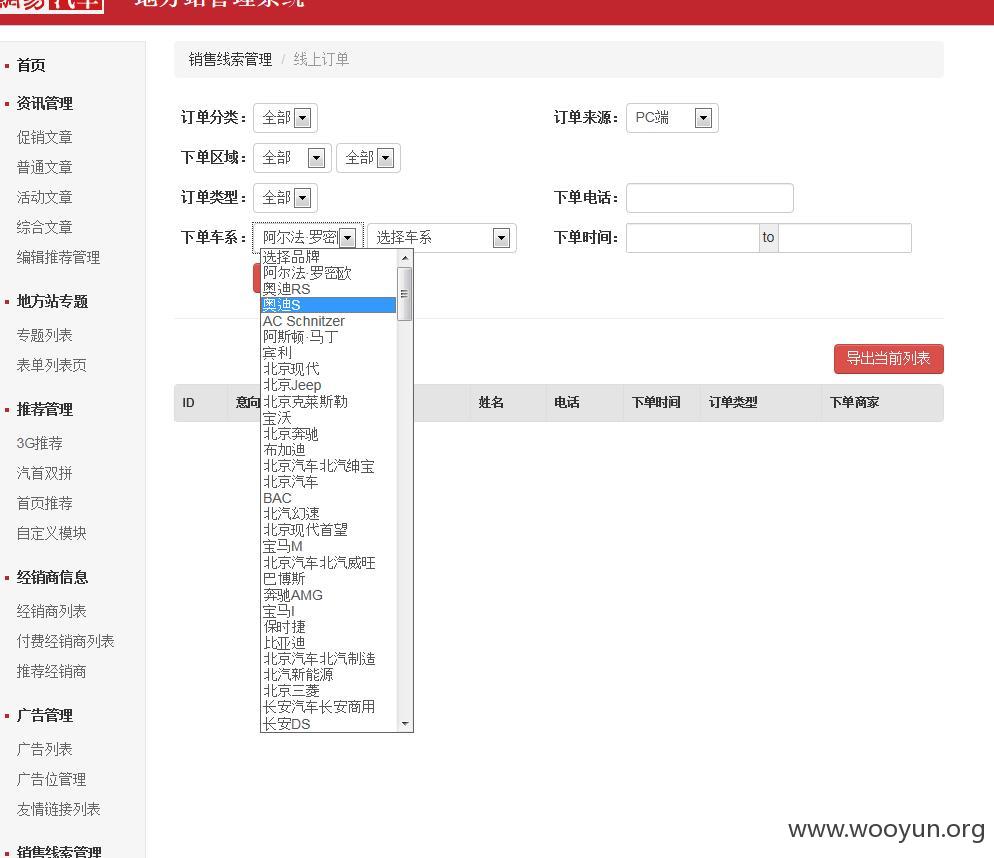 網易汽車 地方站管理系统
首页
资讯管理
促销文章
普通文章
活动文章
综合文章
编辑推荐管理
地方站专题
专题列表
表单列表页
推荐管理
3G推荐
汽首双拼
首页推荐
自定义模块
经销商信息
经销商列表
付费经销商列表
推荐经销商
广告管理
广告列表
广告位管理
友情链接列表
销售线索管理
销售线索管理 / 线上订单
订单分类： 全部 订单来源： PC端
下单区域： 全部 全部
订单类型： 全部 下单电话：
下单车系： 阿尔法·罗密 选择车系 下单时间： to
选择品牌
阿尔法·罗密欧
奥迪RS
奥迪S
AC Schnitzer
阿斯顿·马丁
宾利
北京现代
北京Jeep
北京克莱斯勒
宝沃
北京奔驰
布加迪
北京汽车北汽绅宝
北京汽车
BAC
北汽幻速
北京现代首望
宝马M
北京汽车北汽威旺
巴博斯
奔驰AMG
宝马I
保时捷
比亚迪
北京汽车北汽制造
北汽新能源
北京三菱
长安汽车长安商用
长安DS
导出当前列表
ID 意向 姓名 电话 下单时间 订单类型 下单商家
www.wooyun.org